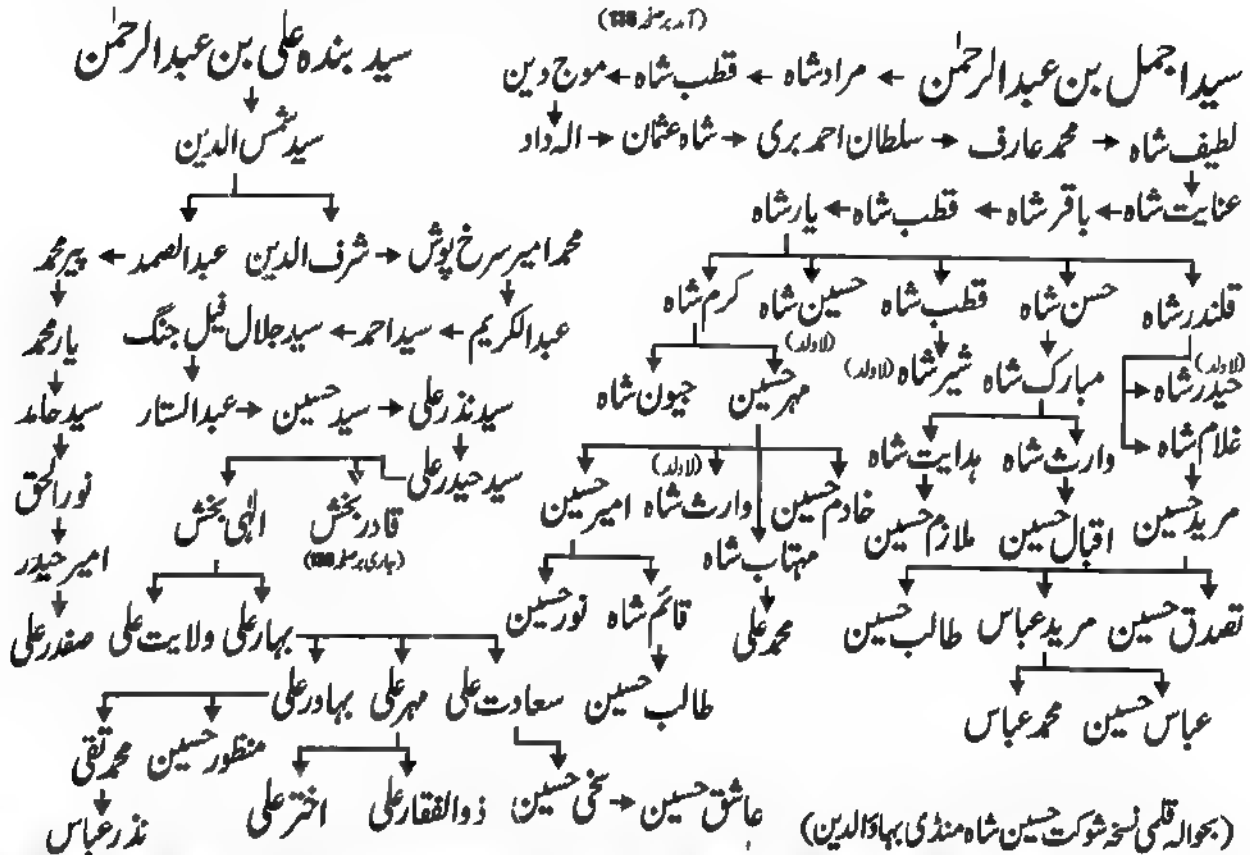 (آمد بر صفحہ 136)
سید اجمل بن عبدالرحمٰن ← مراد شاہ ← قطب شاہ ← موج دین
لطیف شاہ ← محمد عارف ← سلطان احمد بری ← شاہ عثمان ← الہ داد
عنایت شاہ ← باقر شاہ ← قطب شاہ ← یار شاہ
قلندر شاہ حسن شاہ قطب شاہ حسین شاہ کرم شاہ
(لاولد) (لاولد)
حیدر شاہ مبارک شاہ شیر شاہ (لاولد) مہر حسین جیون شاہ
غلام شاہ وارث شاہ ہدایت شاہ
(لاولد)
مرید حسین اقبال حسین ملازم حسین خادم حسین وارث شاہ امیر حسین
مہتاب شاہ
تصدق حسین مرید عباس طالب حسین محمد علی قائم شاہ نور حسین
عباس حسین محمد عباس طالب حسین
سید بندہ علی بن عبدالرحمٰن
سید شمس الدین
محمد امیر سرخ پوش ← شرف الدین عبدالصمد ← پیر محمد
عبدالکریم ← سید احمد ← سید جلال فیل جنگ یار محمد
سید نذر علی ← سید حسین ← عبدالستار سید حامد
سید حیدر علی قادر بخش الٰہی بخش نور الحق
(جاری بر صفحہ)
امیر حیدر
بہار علی ولایت علی صفدر علی
سعادت علی مہر علی بہادر علی
منظور حسین محمد تقی
عاشق حسین ← سخی حسین ذوالفقار علی اختر علی نذر عباس
(بحوالہ قلمی نسخہ شوکت حسین شاہ منڈی بہاؤالدین)